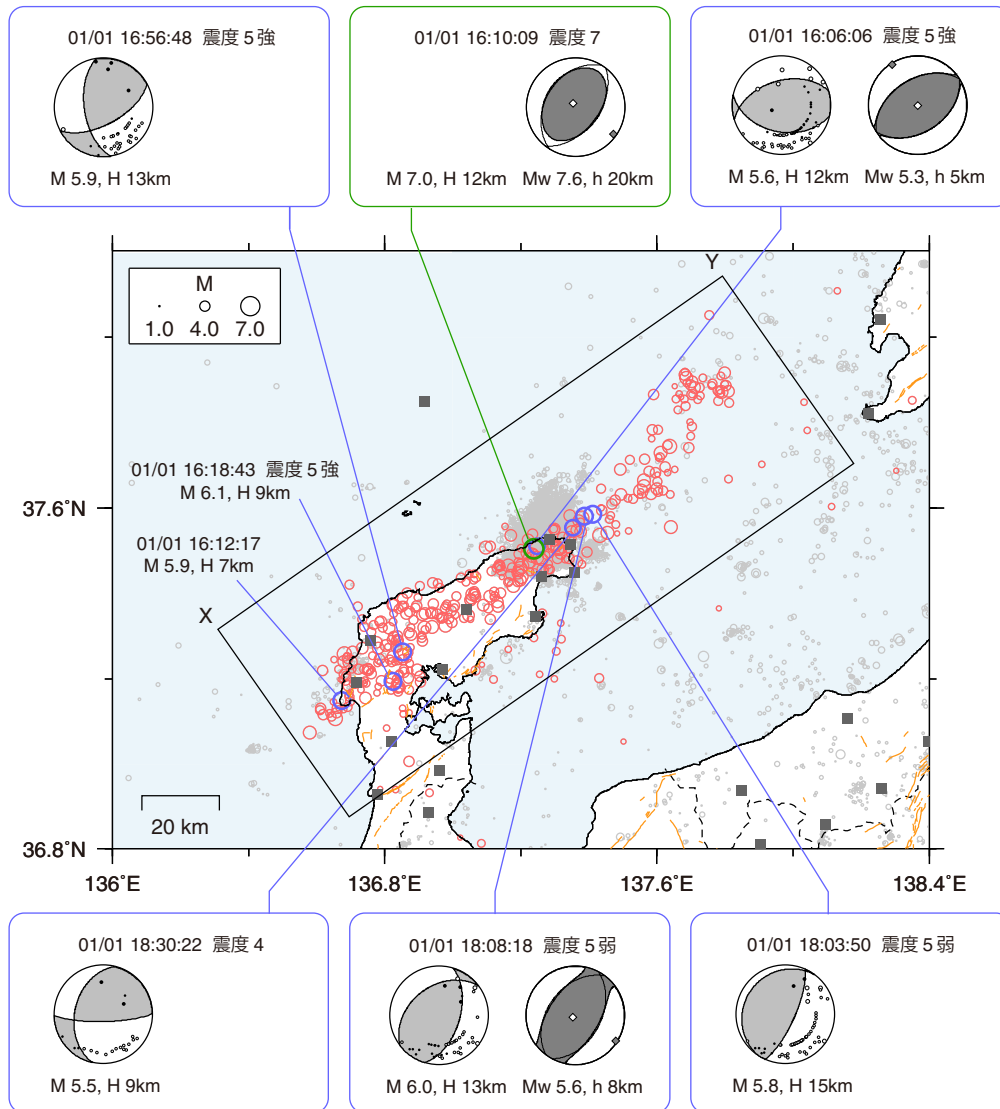 01/01 16:56:48 震度 5 強
M 5.9, H 13km
01/01 16:10:09 震度 7
M 7.0, H 12km Mw 7.6, h 20km
01/01 16:06:06 震度 5 強
M 5.6, H 12km Mw 5.3, h 5km
M
1.0 4.0 7.0
Y
01/01 16:18:43 震度 5 強
M 6.1, H 9km
01/01 16:12:17
M 5.9, H 7km
X
20 km
37.6°N
36.8°N
136°E 136.8°E 137.6°E 138.4°E
01/01 18:30:22 震度 4
M 5.5, H 9km
01/01 18:08:18 震度 5 弱
M 6.0, H 13km Mw 5.6, h 8km
01/01 18:03:50 震度 5 弱
M 5.8, H 15km